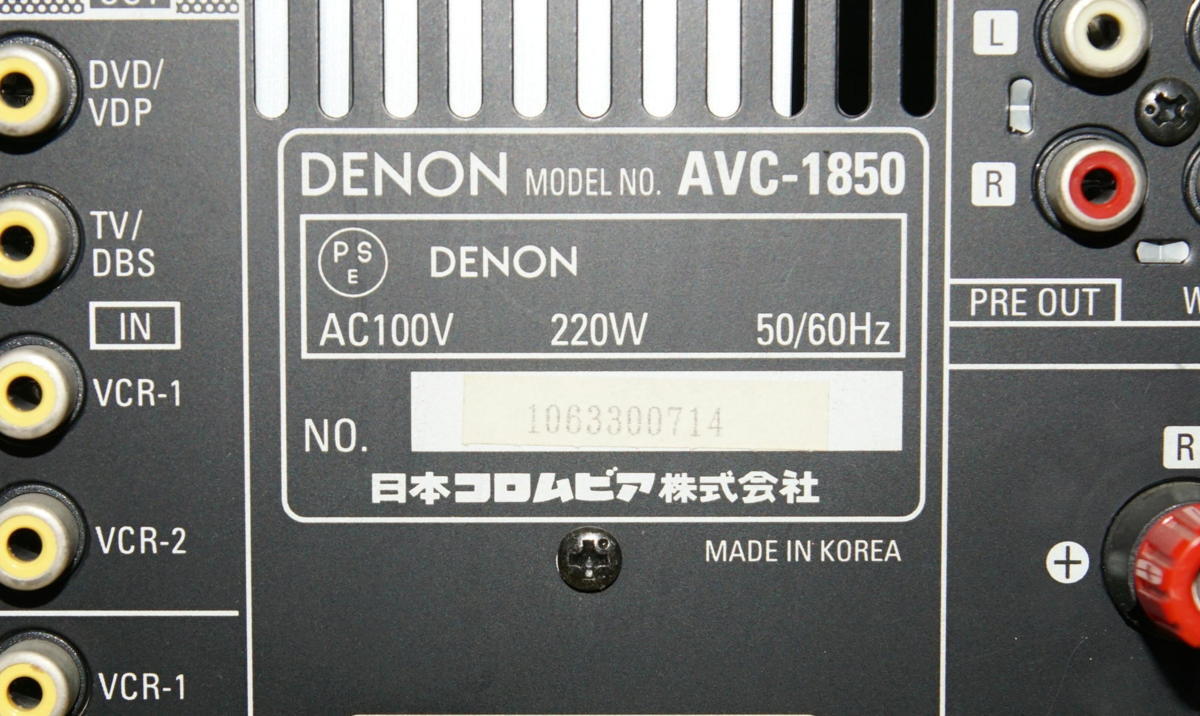 DVD/
VDP
TV/
DBS
IN
VCR-1
VCR-2
VCR-1
DENON MODEL NO. AVC-1850
PSE DENON
AC100V 220W 50/60Hz
NO. 1063300714
日本コロムビア株式会社
MADE IN KOREA
L
R
PRE OUT
R
+